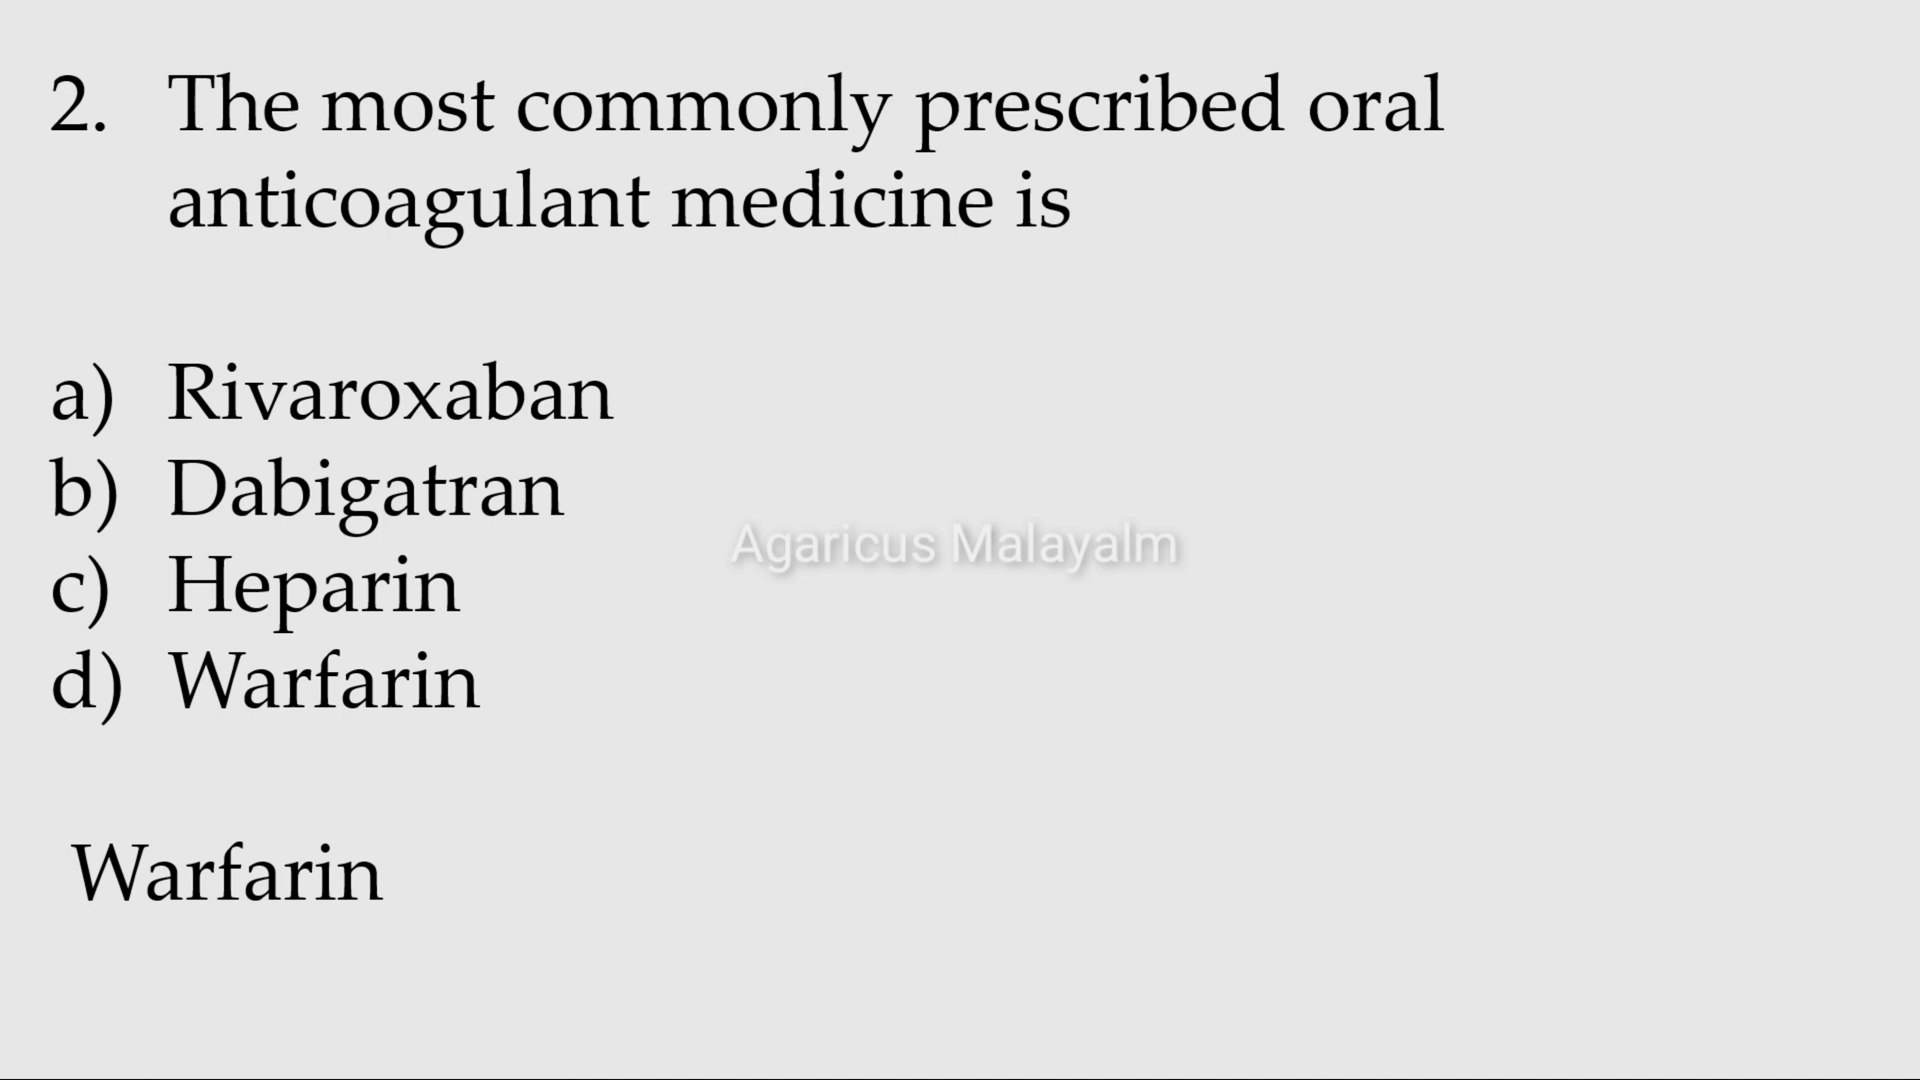 2. The most commonly prescribed oral
anticoagulant medicine is
a) Rivaroxaban
b) Dabigatran
Agaricus Malayalm
c) Heparin
d) Warfarin
Warfarin